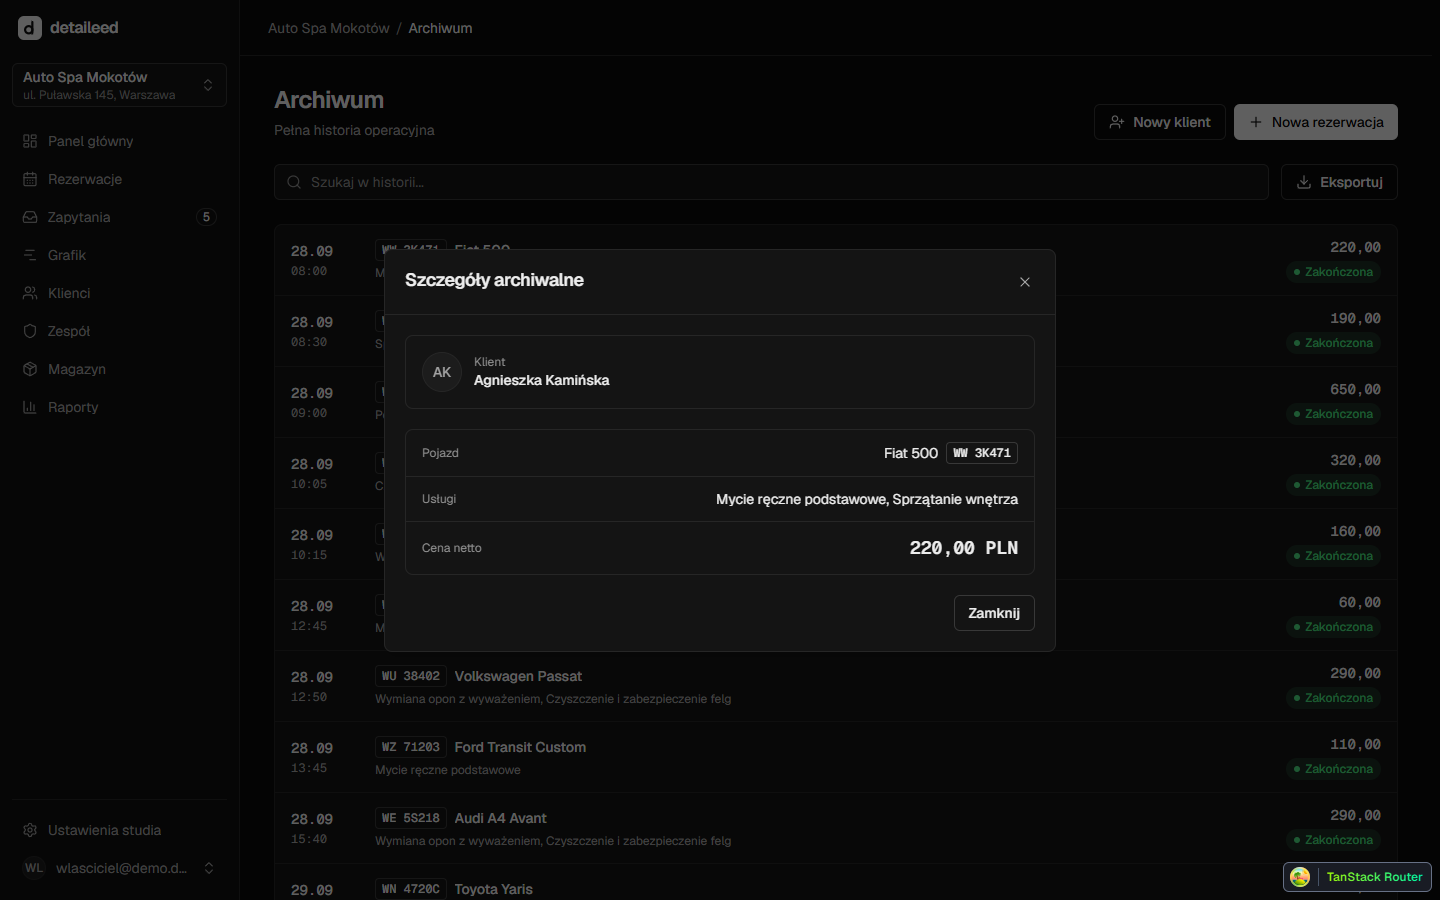 detaileed
Auto Spa Mokotów / Archiwum
Auto Spa Mokotów
ul. Puławska 145, Warszawa
Panel główny
Rezerwacje
Zapytania 5
Grafik
Klienci
Zespół
Magazyn
Raporty
Ustawienia studia
WL wlasciciel@demo.d...
Archiwum
Pełna historia operacyjna
Nowy klient
Nowa rezerwacja
Szukaj w historii...
Eksportuj
28.09 WW 3K471 Fiat 500 220,00
08:00 Zakończona
28.09 190,00
08:30 Zakończona
28.09 650,00
09:00 Zakończona
28.09 320,00
10:05 Zakończona
28.09 160,00
10:15 Zakończona
28.09 60,00
12:45 Zakończona
Szczegóły archiwalne
AK
Klient
Agnieszka Kamińska
Pojazd Fiat 500 WW 3K471
Usługi Mycie ręczne podstawowe, Sprzątanie wnętrza
Cena netto 220,00 PLN
Zamknij
28.09 WU 38402 Volkswagen Passat 290,00
12:50 Wymiana opon z wyważeniem, Czyszczenie i zabezpieczenie felg Zakończona
28.09 WZ 71203 Ford Transit Custom 110,00
13:45 Mycie ręczne podstawowe Zakończona
28.09 WE 5S218 Audi A4 Avant 290,00
15:40 Wymiana opon z wyważeniem, Czyszczenie i zabezpieczenie felg Zakończona
29.09 WN 4720C Toyota Yaris
TanStack Router